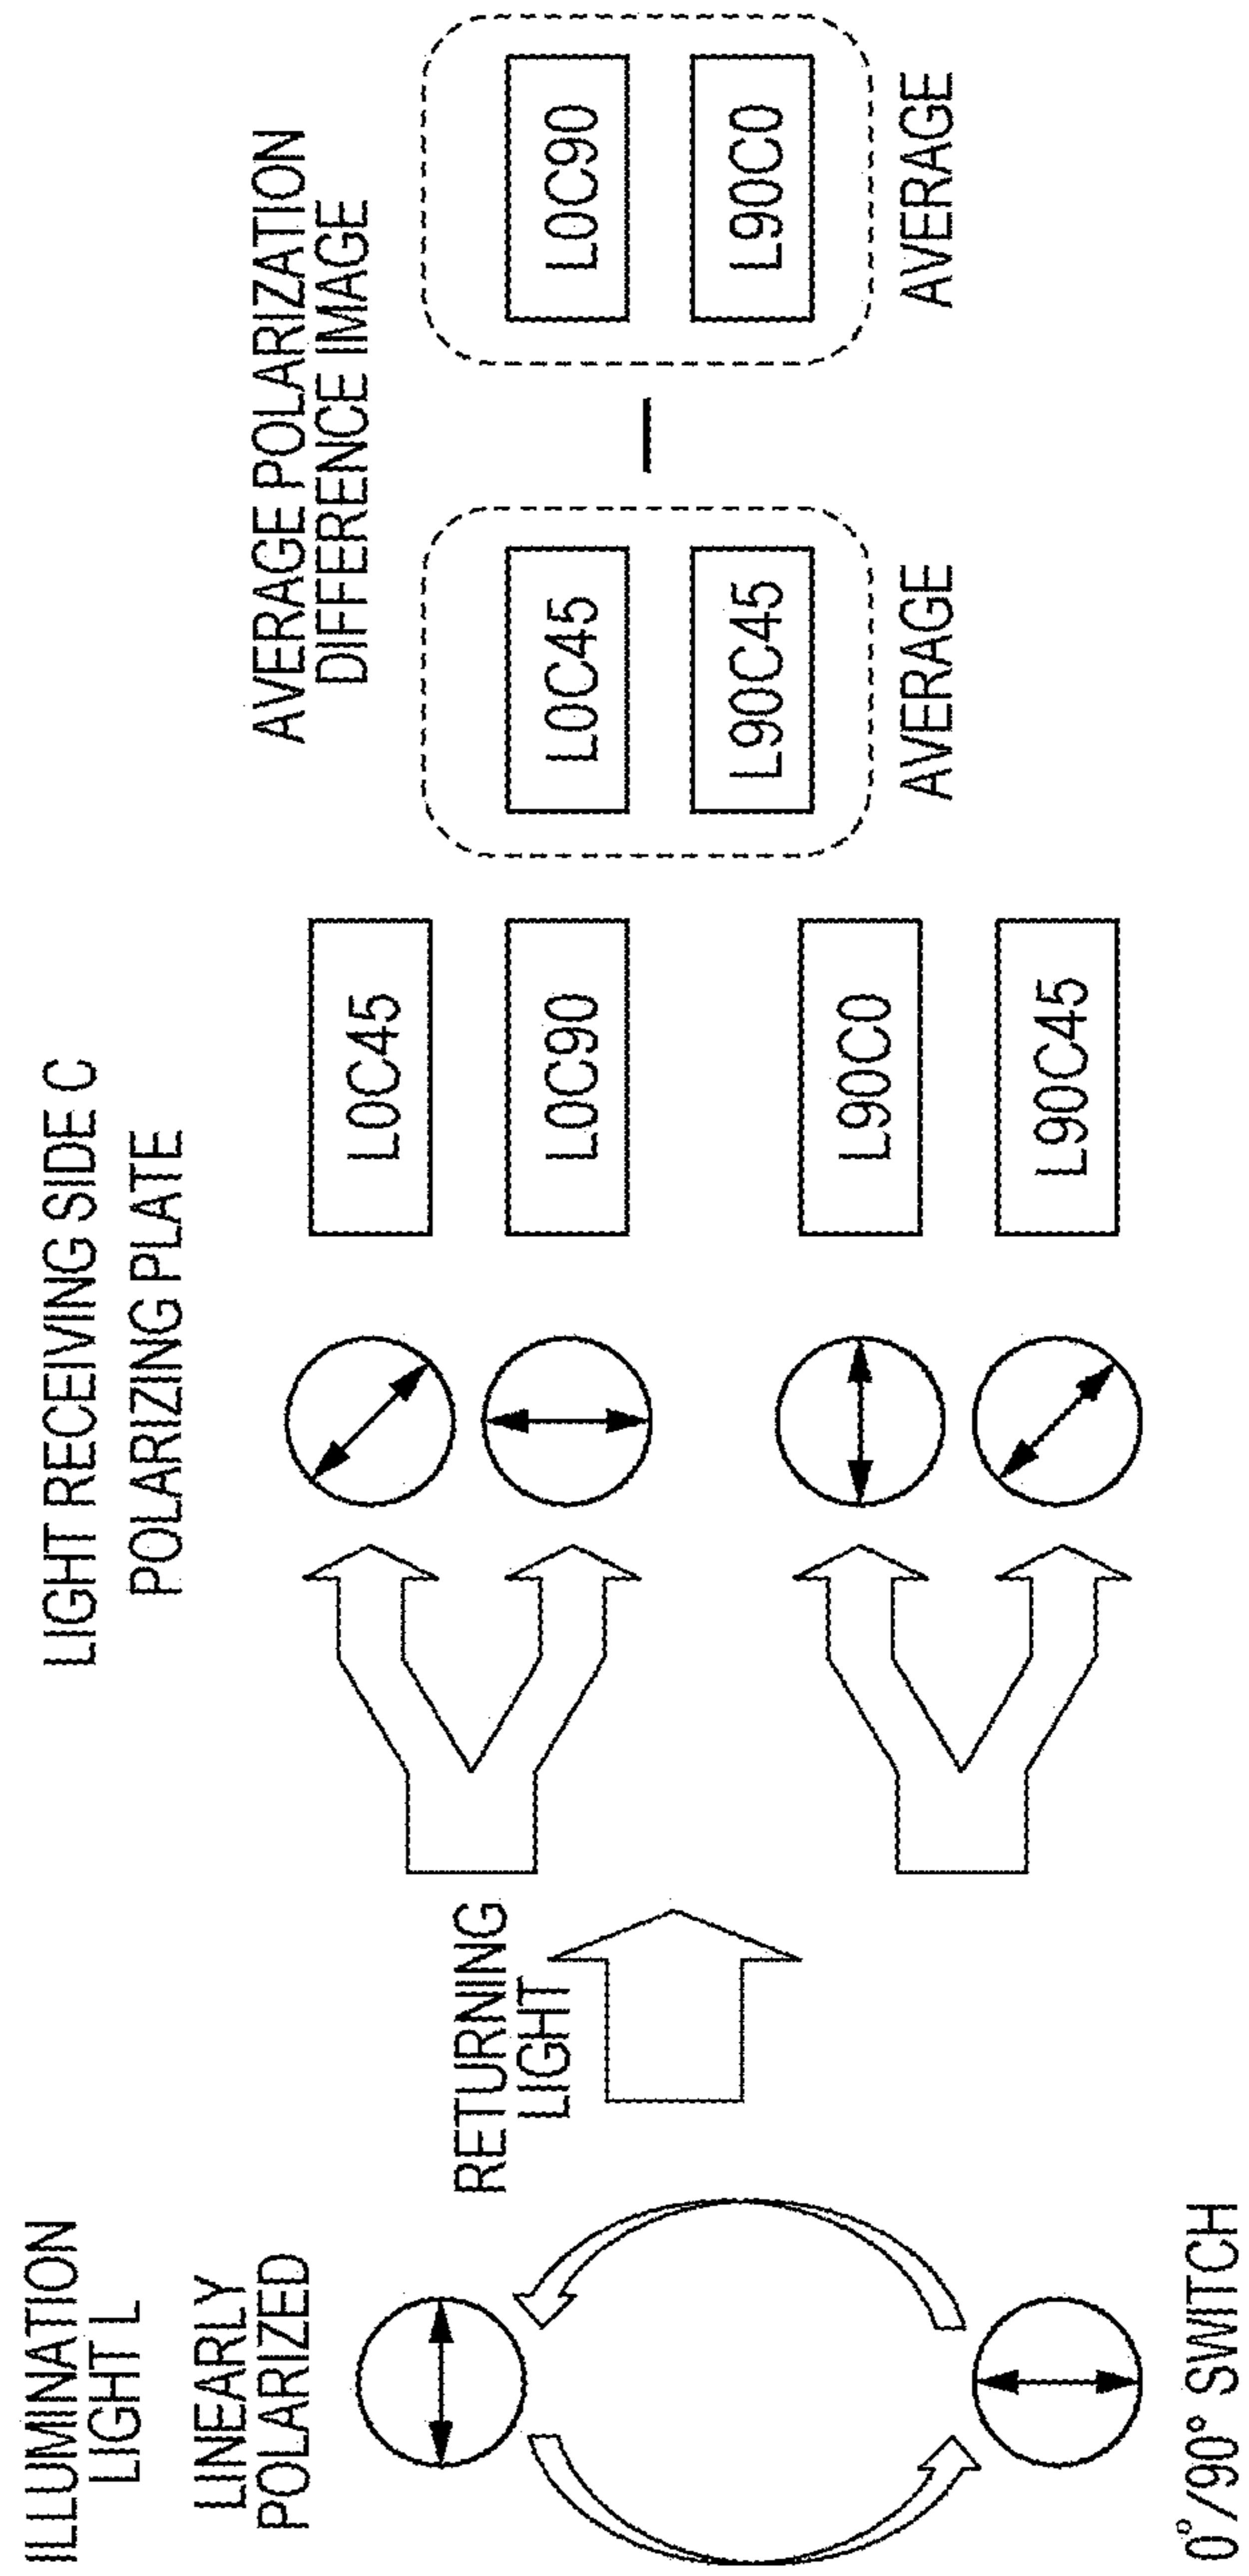 ILLUMINATION
LIGHT L
LINEARLY
POLARIZED
0°/90° SWITCH
RETURNING
LIGHT
LIGHT RECEIVING SIDE C
POLARIZING PLATE
L0C45
L0C90
L90C0
L90C45
AVERAGE POLARIZATION
DIFFERENCE IMAGE
L0C45
L90C45
AVERAGE
—
L0C90
L90C0
AVERAGE